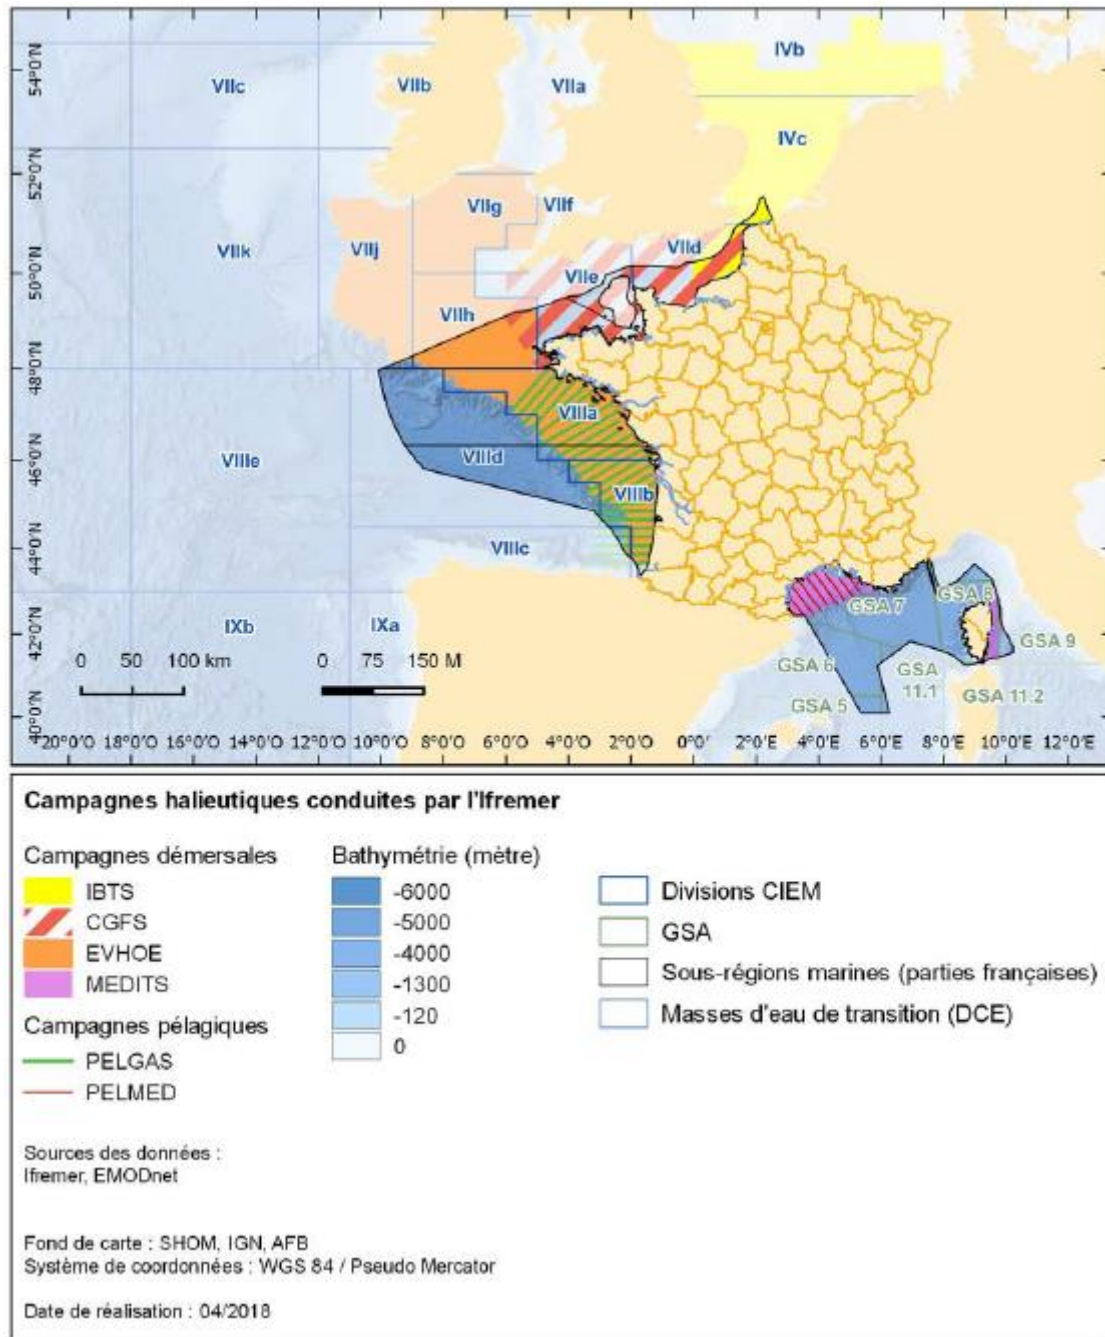 IVb
54°0'N
VIIc
VIIb
VIIa
IVc
52°0'N
VIIg
VIIf
VIId
VIIk
VIIj
50°0'N
VIIe
VIIh
48°0'N
VIIIa
VIIIe
VIIId
46°0'N
VIIIb
VIIIc
44°0'N
GSA 7
GSA 8
IXb
IXa
42°0'N
GSA 9
0 50 100 km
0 75 150 M
GSA 6
GSA
11.1
GSA 5
GSA 11.2
40°0'N
20°0'O 18°0'O 16°0'O 14°0'O 12°0'O 10°0'O 8°0'O 6°0'O 4°0'O 2°0'O 0°0' 2°0'E 4°0'E 6°0'E 8°0'E 10°0'E 12°0'E
Campagnes halieutiques conduites par l'Ifremer
Campagnes démersales
IBTS
CGFS
EVHOE
MEDITS
Campagnes pélagiques
PELGAS
PELMED
Bathymétrie (mètre)
-6000
-5000
-4000
-1300
-120
0
Divisions CIEM
GSA
Sous-régions marines (parties françaises)
Masses d'eau de transition (DCE)
Sources des données :
Ifremer, EMODnet
Fond de carte : SHOM, IGN, AFB
Système de coordonnées : WGS 84 / Pseudo Mercator
Date de réalisation : 04/2018